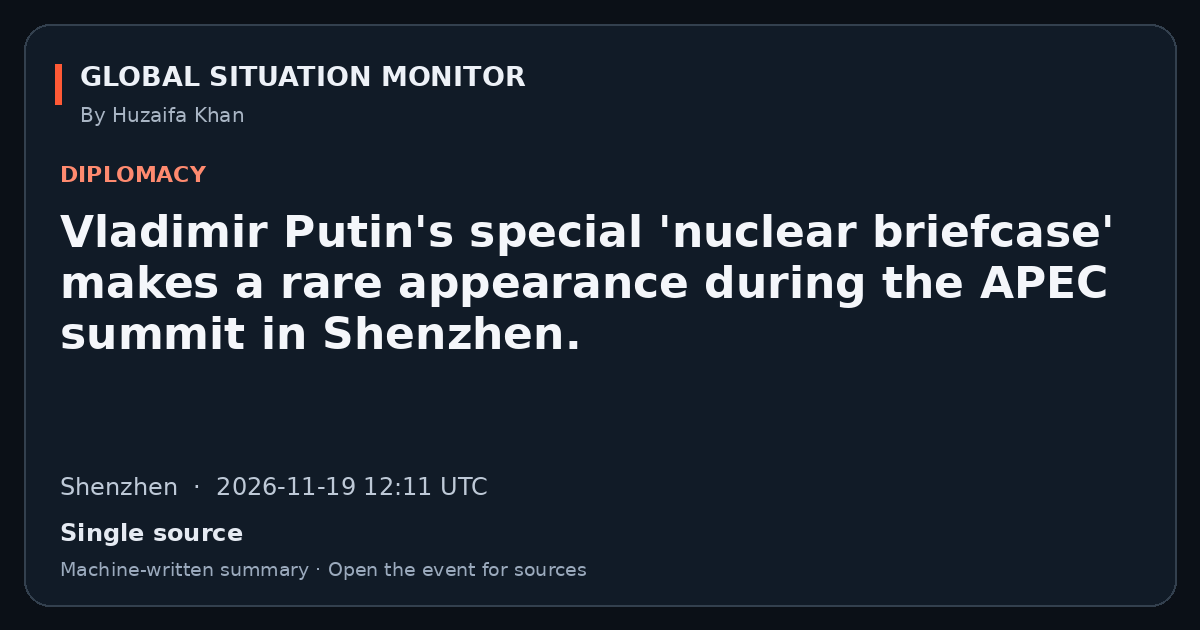 GLOBAL SITUATION MONITOR
By Huzaifa Khan
DIPLOMACY
Vladimir Putin's special 'nuclear briefcase'
makes a rare appearance during the APEC
summit in Shenzhen.
Shenzhen · 2026-11-19 12:11 UTC
Single source
Machine-written summary · Open the event for sources